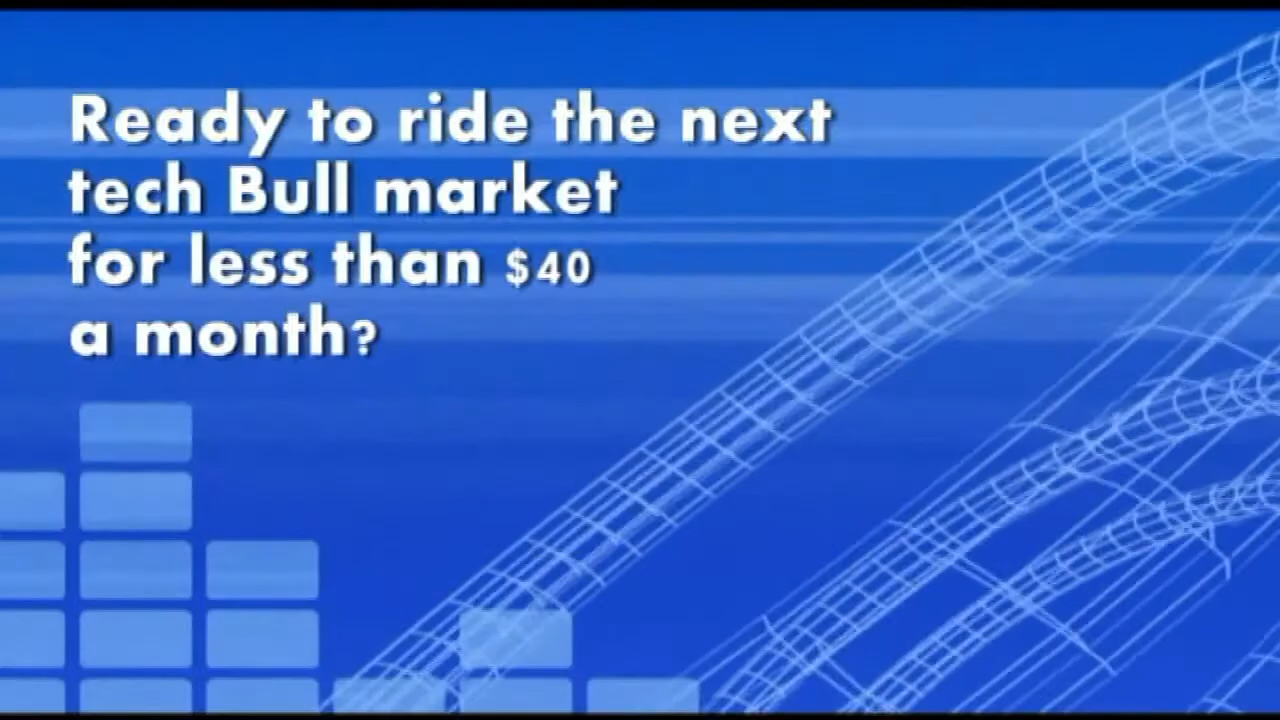 Ready to ride the next
tech Bull market
for less than $40
a month?